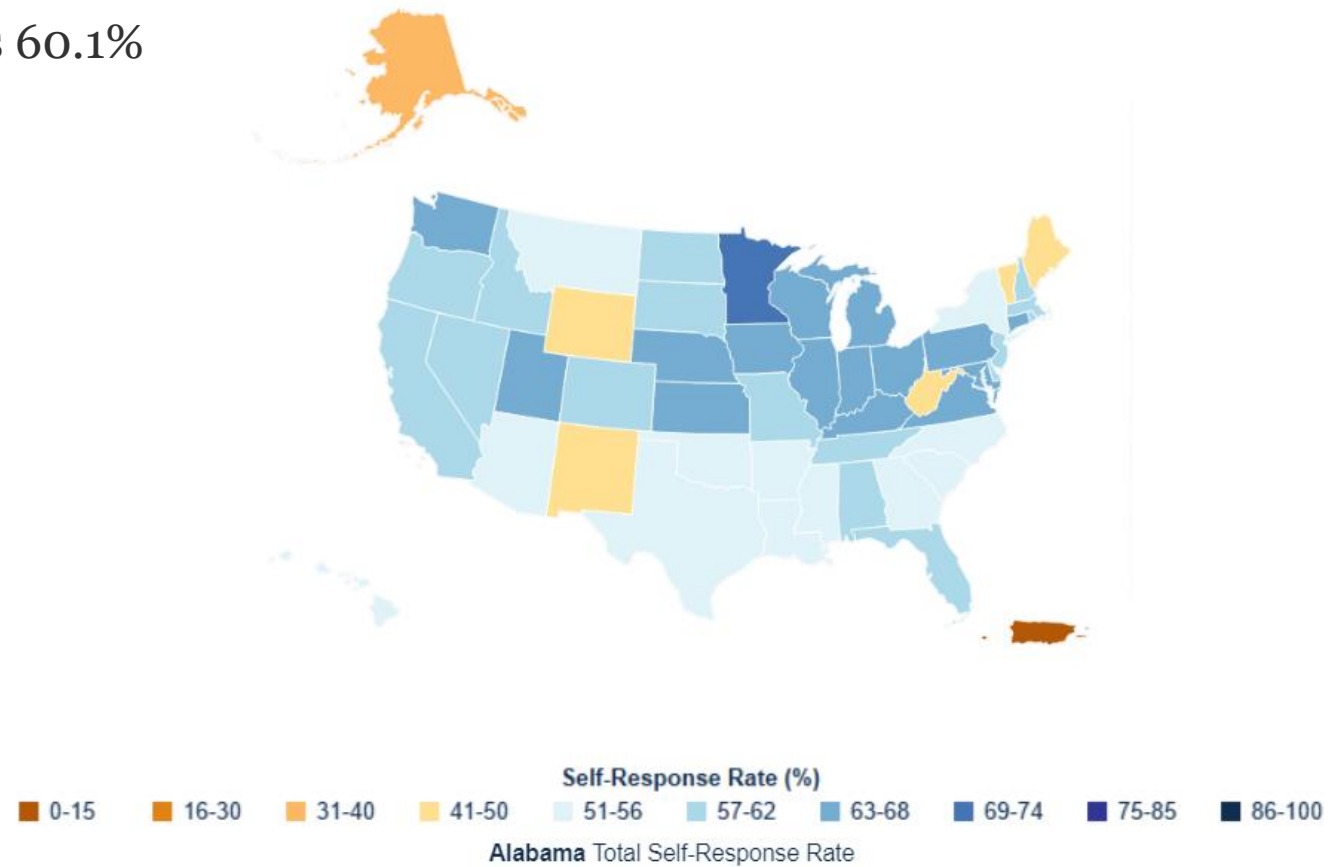 60.1%
Self-Response Rate (%)
0-15 16-30 31-40 41-50 51-56 57-62 63-68 69-74 75-85 86-100
Alabama Total Self-Response Rate